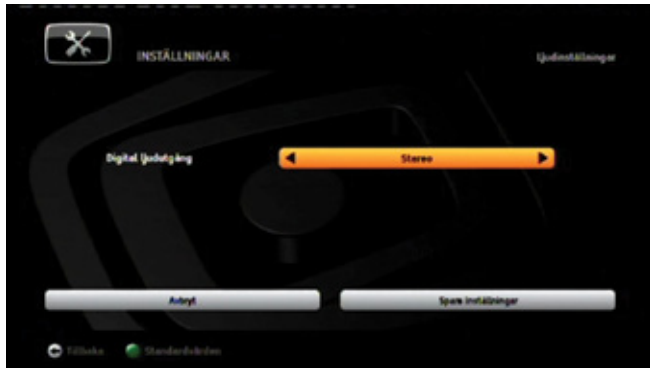 INSTÄLLNINGAR
Ljudinställningar
Digital ljudutgång
Stereo
Avbryt
Spara inställningar
Tillbaka
Standardvärden